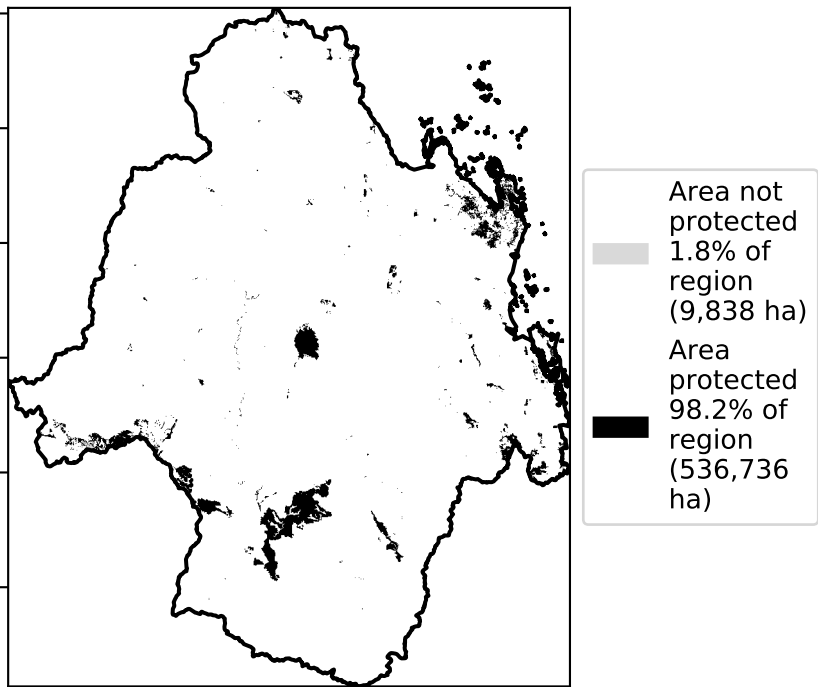 Area not
protected
1.8% of
region
(9,838 ha)
Area
protected
98.2% of
region
(536,736
ha)